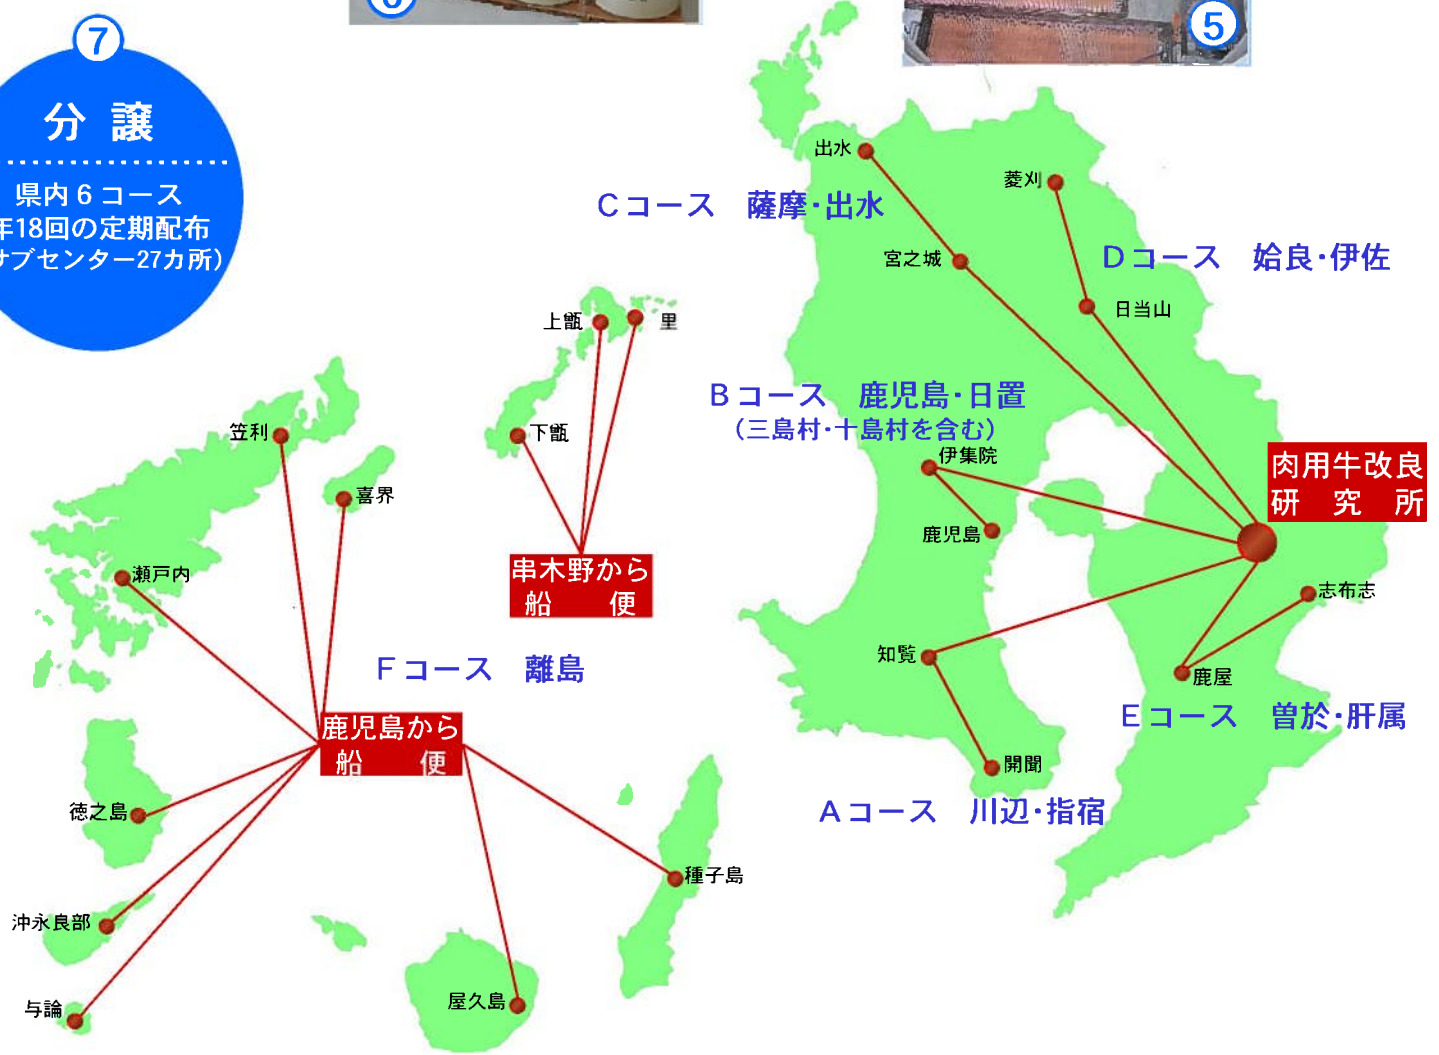 ⑥
⑤
⑦
分 譲
県内６コース
年18回の定期配布
サブセンター27カ所）
出水
菱刈
Ｃコース　薩摩・出水
宮之城
Ｄコース　姶良・伊佐
日当山
上甑
里
下甑
串木野から
船　　便
Ｂコース　鹿児島・日置
（三島村・十島村を含む）
伊集院
鹿児島
肉用牛改良
研　究　所
笠利
喜界
瀬戸内
志布志
知覧
鹿屋
Ｅコース　曽於・肝属
Ｆコース　離島
鹿児島から
船　　便
開聞
Ａコース　川辺・指宿
徳之島
種子島
沖永良部
屋久島
与論